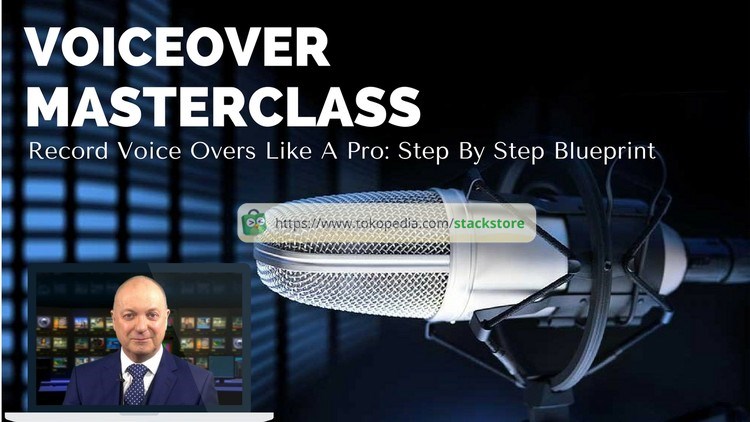 VOICEOVER
MASTERCLASS
Record Voice Overs Like A Pro: Step By Step Blueprint
https://www.tokopedia.com/stackstore